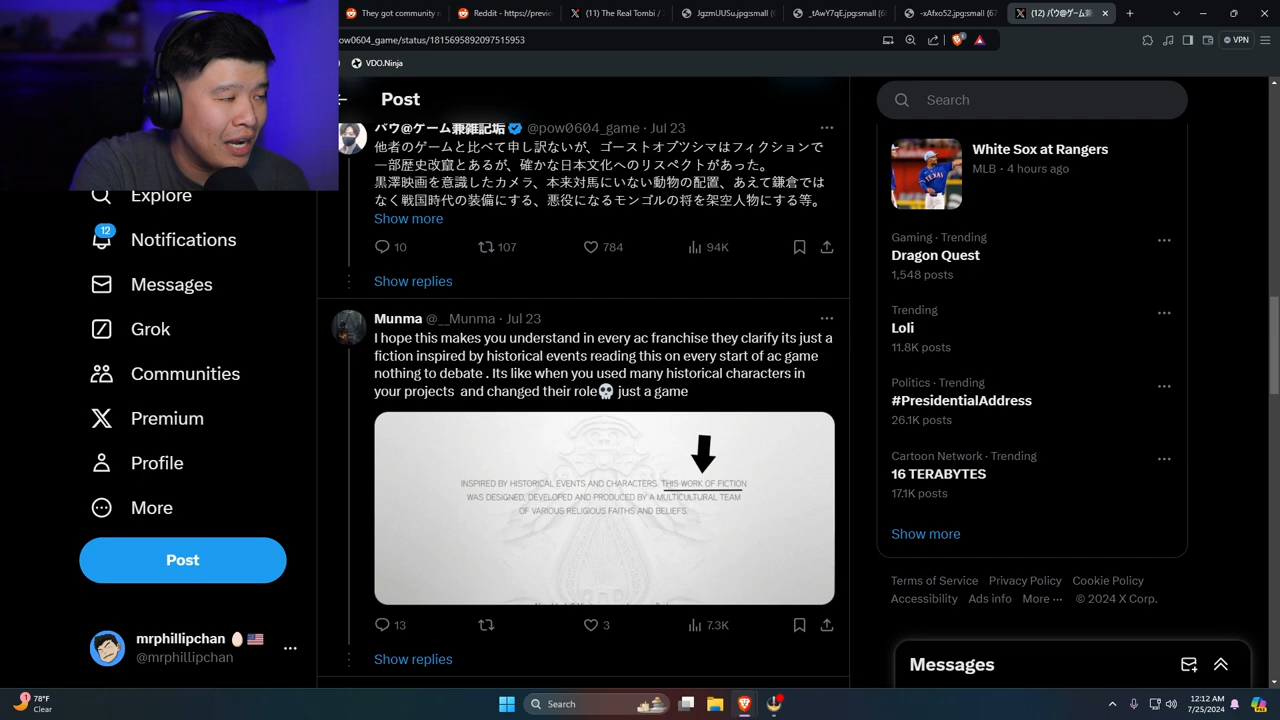 They got community r
Reddit - https://previe
(11) The Real Tombi /
JgzmUUSu.jpg:small (
_tAwY7qE.jpg:small (6
-xAfxo52.jpg:small (67
(12) パウ@ゲーム兼
pow0604_game/status/1815695892097515953
VPN
VDO.Ninja
Explore
12
Notifications
Messages
Grok
Communities
Premium
Profile
More
Post
mrphillipchan
@mrphillipchan
Post
パウ@ゲーム兼雑記垢 @pow0604_game · Jul 23
他者のゲームと比べて申し訳ないが、ゴーストオブツシマはフィクションで
一部歴史改竄とあるが、確かな日本文化へのリスペクトがあった。
黒澤映画を意識したカメラ、本来対馬にいない動物の配置、あえて鎌倉では
なく戦国時代の装備にする、悪役になるモンゴルの将を架空人物にする等。
Show more
10 107 784 94K
Show replies
Munma @__Munma · Jul 23
I hope this makes you understand in every ac franchise they clarify its just a
fiction inspired by historical events reading this on every start of ac game
nothing to debate . Its like when you used many historical characters in
your projects and changed their role💀 just a game
INSPIRED BY HISTORICAL EVENTS AND CHARACTERS. THIS WORK OF FICTION
WAS DESIGNED, DEVELOPED AND PRODUCED BY A MULTICULTURAL TEAM
OF VARIOUS RELIGIOUS FAITHS AND BELIEFS.
13 3 7.3K
Show replies
Search
White Sox at Rangers
MLB · 4 hours ago
Gaming · Trending
Dragon Quest
1,548 posts
Trending
Loli
11.8K posts
Politics · Trending
#PresidentialAddress
26.1K posts
Cartoon Network · Trending
16 TERABYTES
17.1K posts
Show more
Terms of Service Privacy Policy Cookie Policy
Accessibility Ads info More ··· © 2024 X Corp.
Messages
1
78°F
Clear
Search
12:12 AM
7/25/2024